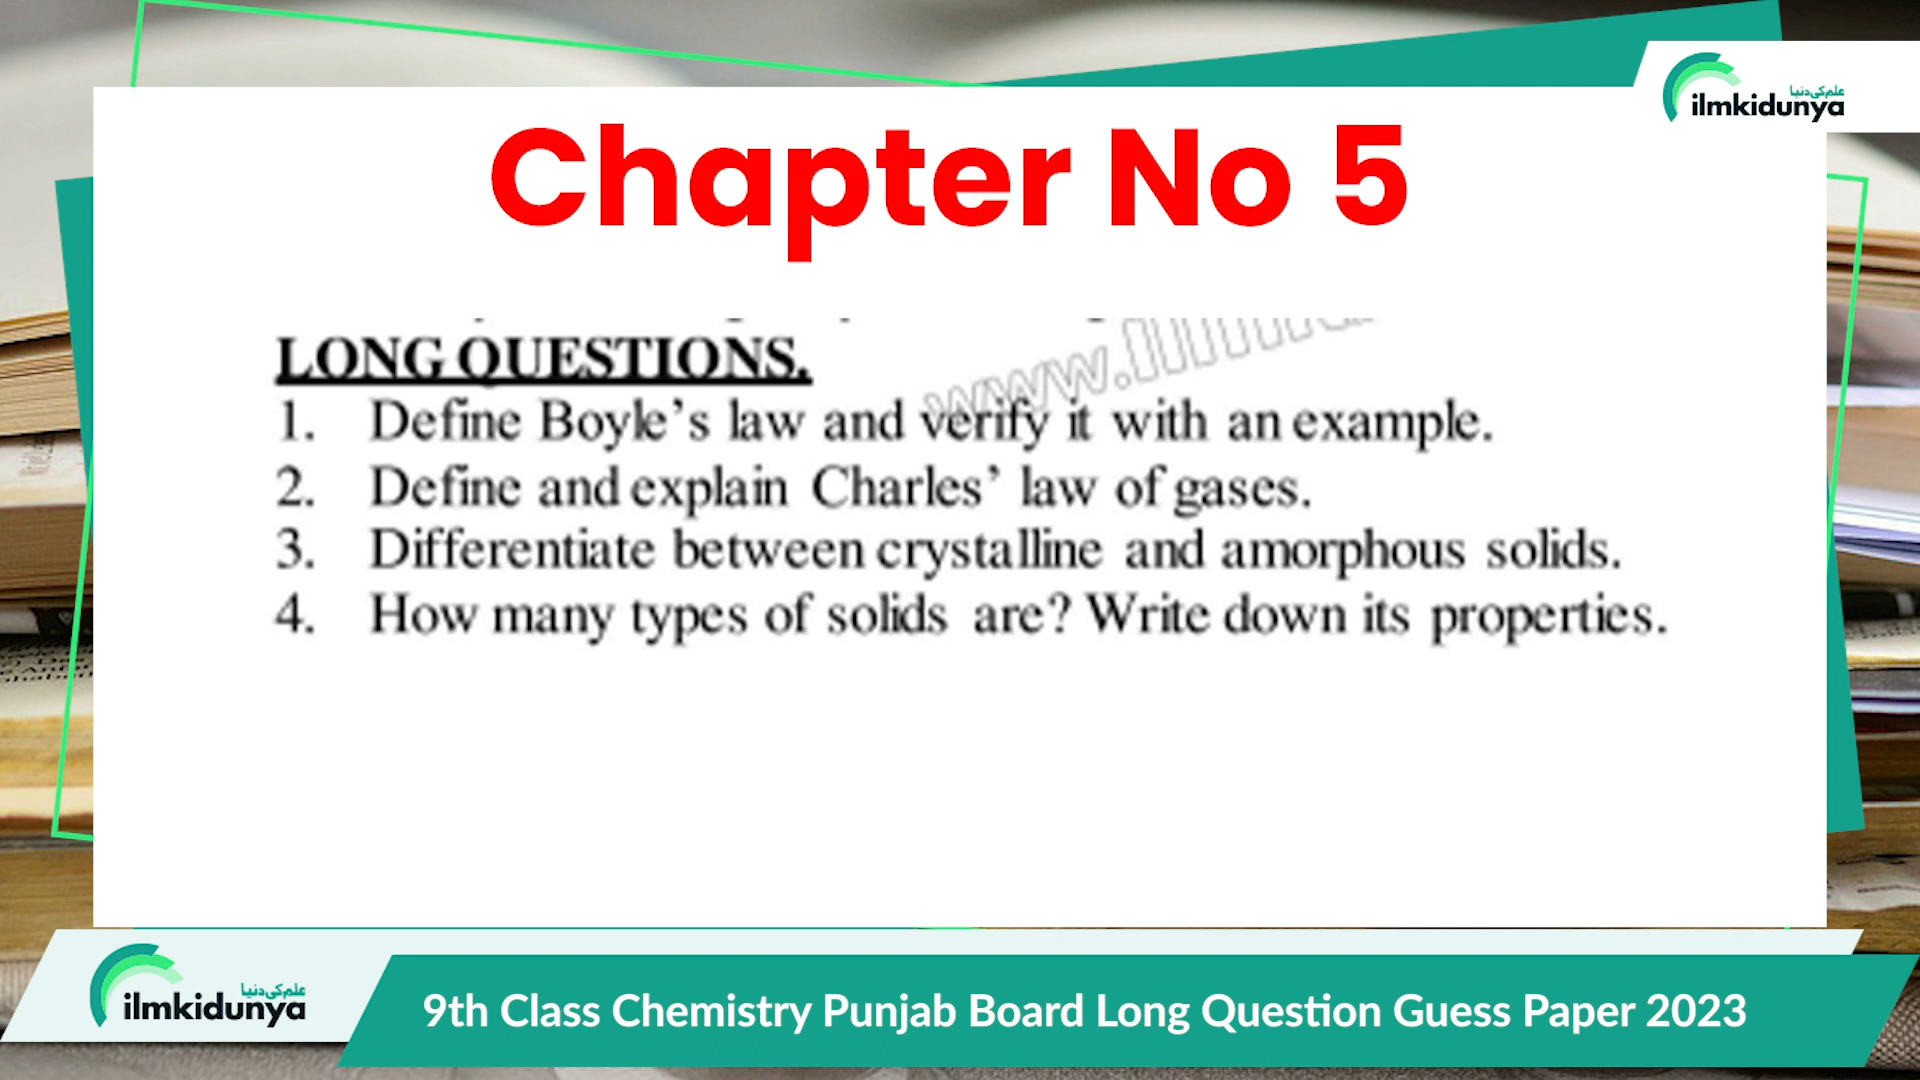 علم کی دنیا
ilmkidunya
Chapter No 5
LONG QUESTIONS.
1. Define Boyle’s law and verify it with an example.
2. Define and explain Charles’ law of gases.
3. Differentiate between crystalline and amorphous solids.
4. How many types of solids are? Write down its properties.
علم کی دنیا
ilmkidunya
9th Class Chemistry Punjab Board Long Question Guess Paper 2023